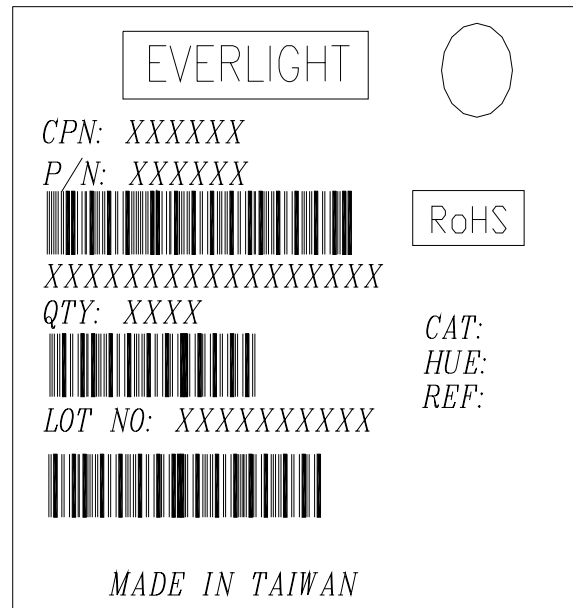 EVERLIGHT
CPN: XXXXXX
P/N: XXXXXX
RoHS
XXXXXXXXXXXXXXXXX
QTY: XXXX
CAT:
HUE:
REF:
LOT NO: XXXXXXXXXX
MADE IN TAIWAN